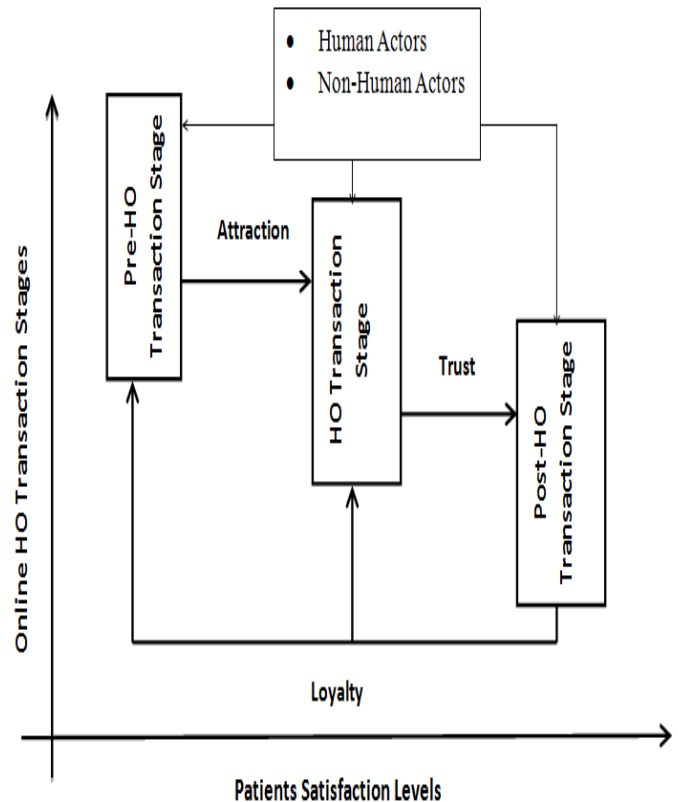 Human Actors
Non-Human Actors
Pre-HO
Transaction Stage
Attraction
HO Transaction
Stage
Trust
Post-HO
Transaction Stage
Loyalty
Online HO Transaction Stages
Patients Satisfaction Levels